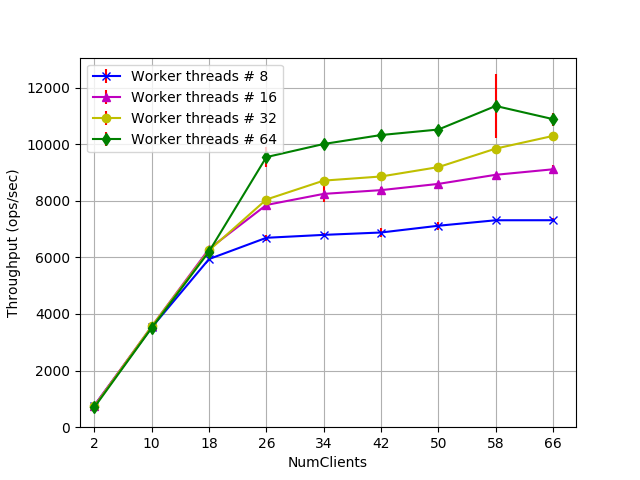 Worker threads # 8
Worker threads # 16
Worker threads # 32
Worker threads # 64
12000
10000
8000
6000
4000
2000
0
Throughput (ops/sec)
2 10 18 26 34 42 50 58 66
NumClients